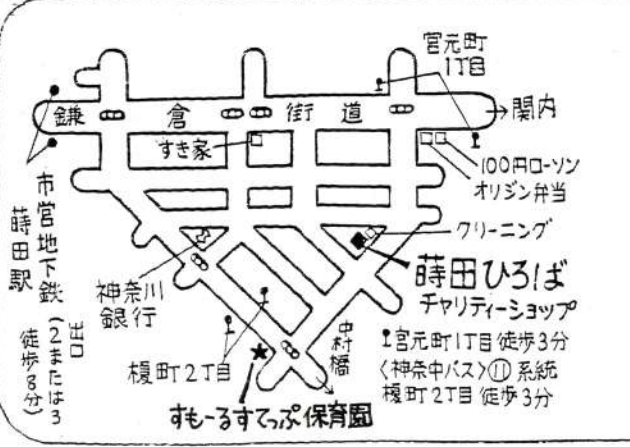 宮元町
1丁目
鎌倉街道
→関内
すき家
100円ローソン
オリジン弁当
クリーニング
市営地下鉄
蒔田駅
出口
(2または3
徒歩8分)
神奈川
銀行
蒔田ひろば
チャリティーショップ
中村橋
榎町2丁目
宮元町1丁目 徒歩3分
〈神奈中バス〉⑪系統
榎町2丁目 徒歩3分
★
すもーるすてっぷ保育園